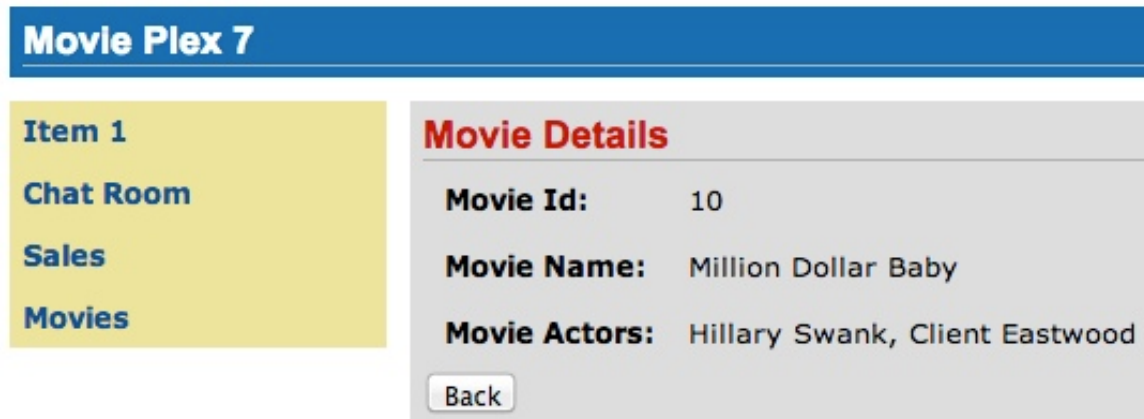 Movie Plex 7
Item 1
Chat Room
Sales
Movies
Movie Details
Movie Id: 10
Movie Name: Million Dollar Baby
Movie Actors: Hillary Swank, Client Eastwood
Back